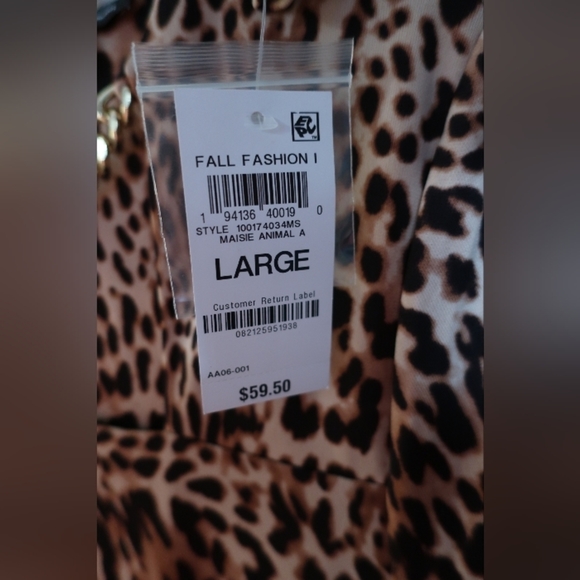 FALL FASHION I
1 94136 40019 0
STYLE 100174034MS
MAISIE ANIMAL A
LARGE
Customer Return Label
082125951938
AA06-001
$59.50